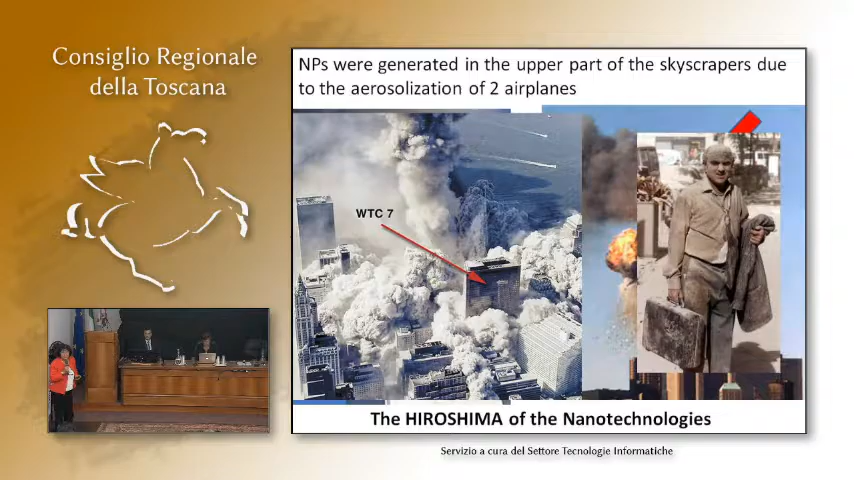 Consiglio Regionale
della Toscana
NPs were generated in the upper part of the skyscrapers due
to the aerosolization of 2 airplanes
WTC 7
The HIROSHIMA of the Nanotechnologies
Servizio a cura del Settore Tecnologie Informatiche